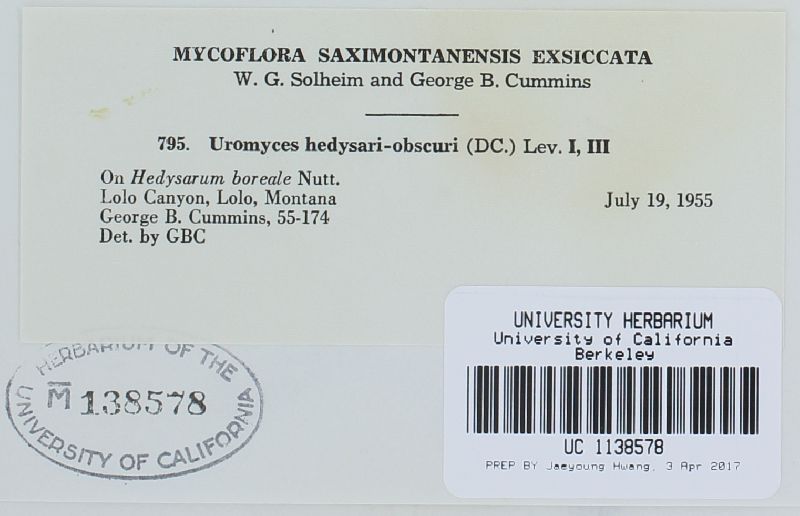 MYCOFLORA SAXIMONTANENSIS EXSICCATA
W. G. Solheim and George B. Cummins
795. Uromyces hedysari-obscuri (DC.) Lev. I, III
On Hedysarum boreale Nutt.
Lolo Canyon, Lolo, Montana July 19, 1955
George B. Cummins, 55-174
Det. by GBC
HERBARIUM OF THE
M 138578
UNIVERSITY OF CALIFORNIA
UNIVERSITY HERBARIUM
University of California
Berkeley
UC 1138578
PREP BY Jaeyoung Hwang, 3 Apr 2017